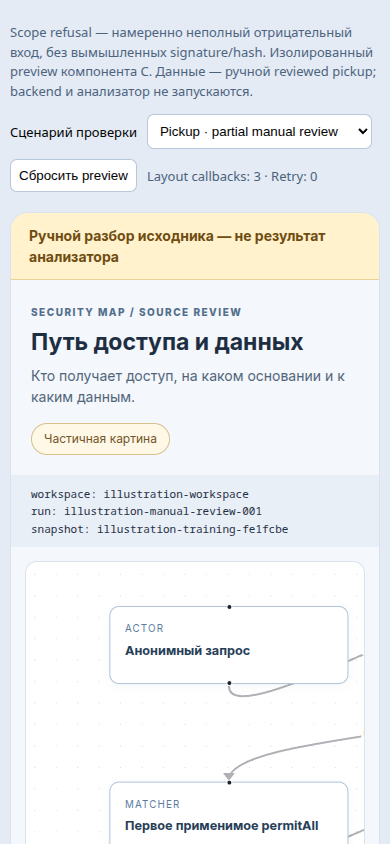 Scope refusal — намеренно неполный отрицательный
вход, без вымышленных signature/hash. Изолированный
preview компонента C. Данные — ручной reviewed pickup;
backend и анализатор не запускаются.
Сценарий проверки
Pickup · partial manual review
Сбросить preview
Layout callbacks: 3 · Retry: 0
Ручной разбор исходника — не результат
анализатора
SECURITY MAP / SOURCE REVIEW
Путь доступа и данных
Кто получает доступ, на каком основании и к
каким данным.
Частичная картина
workspace: illustration-workspace
run: illustration-manual-review-001
snapshot: illustration-training-fe1fcbe
ACTOR
Анонимный запрос
MATCHER
Первое применимое permitAll